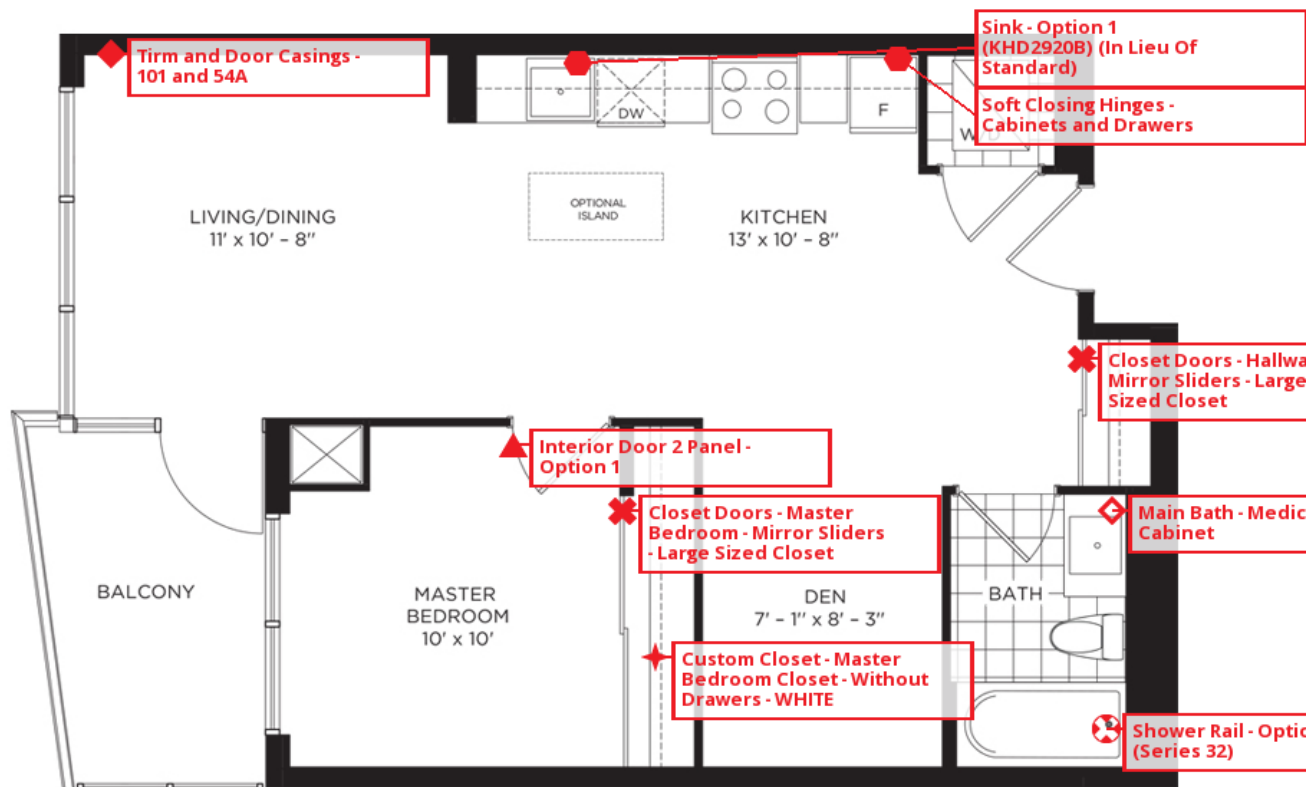 Tirm and Door Casings -
101 and 54A
Sink - Option 1
(KHD2920B) (In Lieu Of
Standard)
Soft Closing Hinges -
Cabinets and Drawers
DW
F
LIVING/DINING
11' x 10' – 8"
OPTIONAL
ISLAND
KITCHEN
13' x 10' – 8"
Mirror Sliders - Large
Sized Closet
Closet Doors -
Interior Door 2 Panel -
Option 1
Closet Doors - Master
Bedroom - Mirror Sliders
- Large Sized Closet
Main Bath -
Cabinet
BALCONY
MASTER
BEDROOM
10' x 10'
DEN
7' – 1" x 8' – 3"
BATH
Custom Closet - Master
Bedroom Closet - Without
Drawers - WHITE
Shower Rail -
(Series 32)